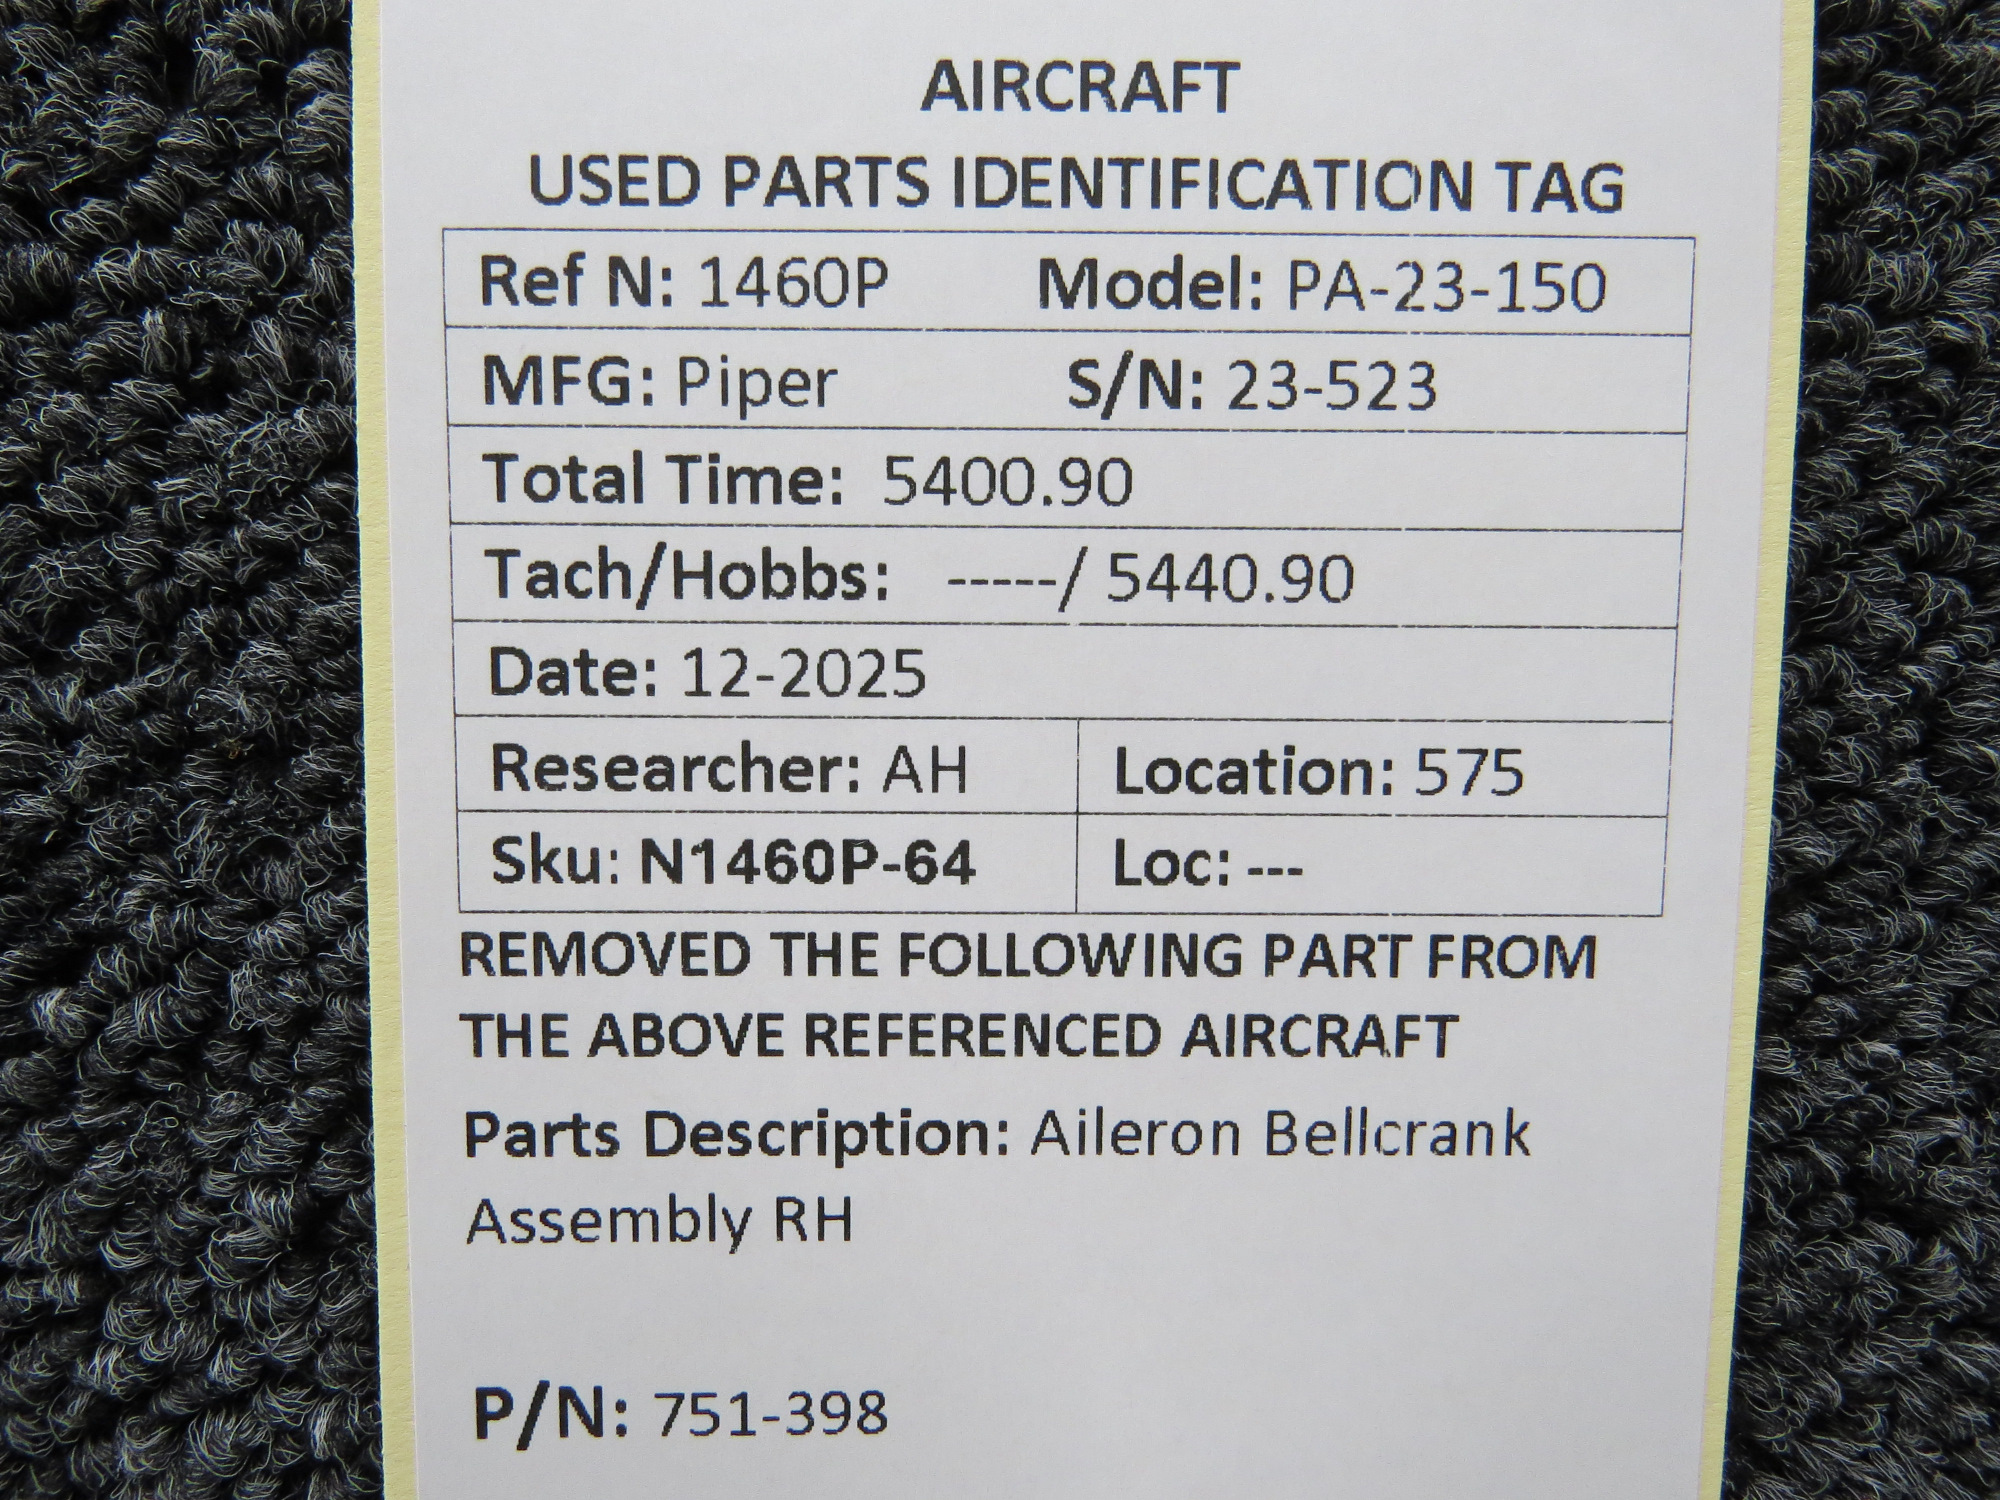 AIRCRAFT
USED PARTS IDENTIFICATION TAG
Ref N: 1460P Model: PA-23-150
MFG: Piper S/N: 23-523
Total Time: 5400.90
Tach/Hobbs: -----/ 5440.90
Date: 12-2025
Researcher: AH Location: 575
Sku: N1460P-64 Loc: ---
REMOVED THE FOLLOWING PART FROM
THE ABOVE REFERENCED AIRCRAFT
Parts Description: Aileron Bellcrank
Assembly RH
P/N: 751-398